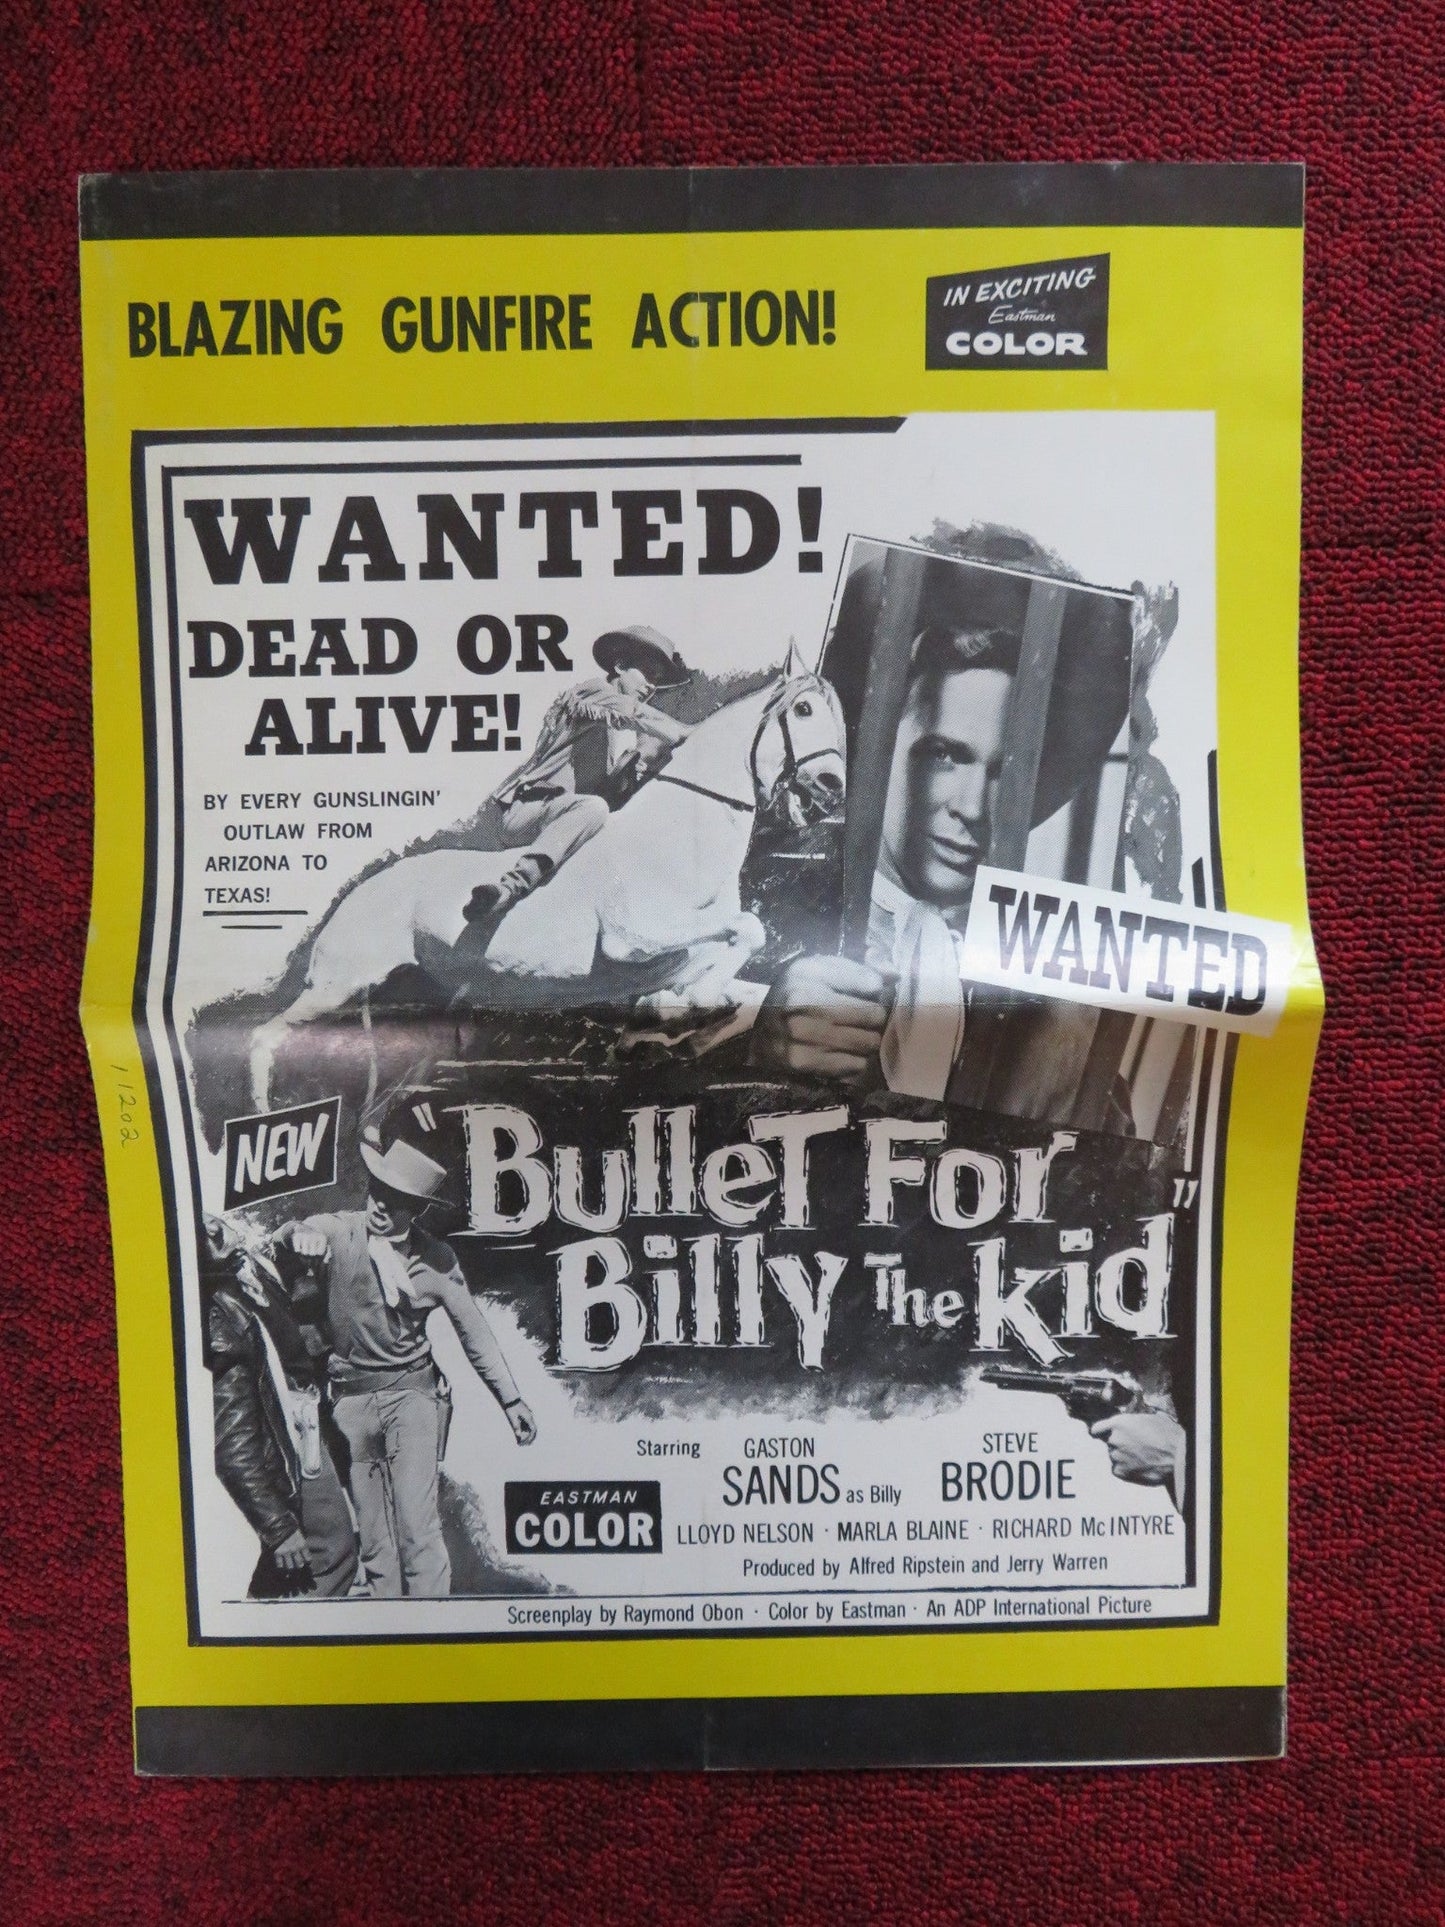 BLAZING GUNFIRE ACTION!
IN EXCITING
Eastman
COLOR
WANTED!
DEAD OR
ALIVE!
BY EVERY GUNSLINGIN'
OUTLAW FROM
ARIZONA TO
TEXAS!
WANTED
11202
NEW
"Bullet For
Billy The Kid"
Starring GASTON SANDS as Billy STEVE BRODIE
EASTMAN
COLOR
LLOYD NELSON · MARLA BLAINE · RICHARD McINTYRE
Produced by Alfred Ripstein and Jerry Warren
Screenplay by Raymond Obon · Color by Eastman · An ADP International Picture